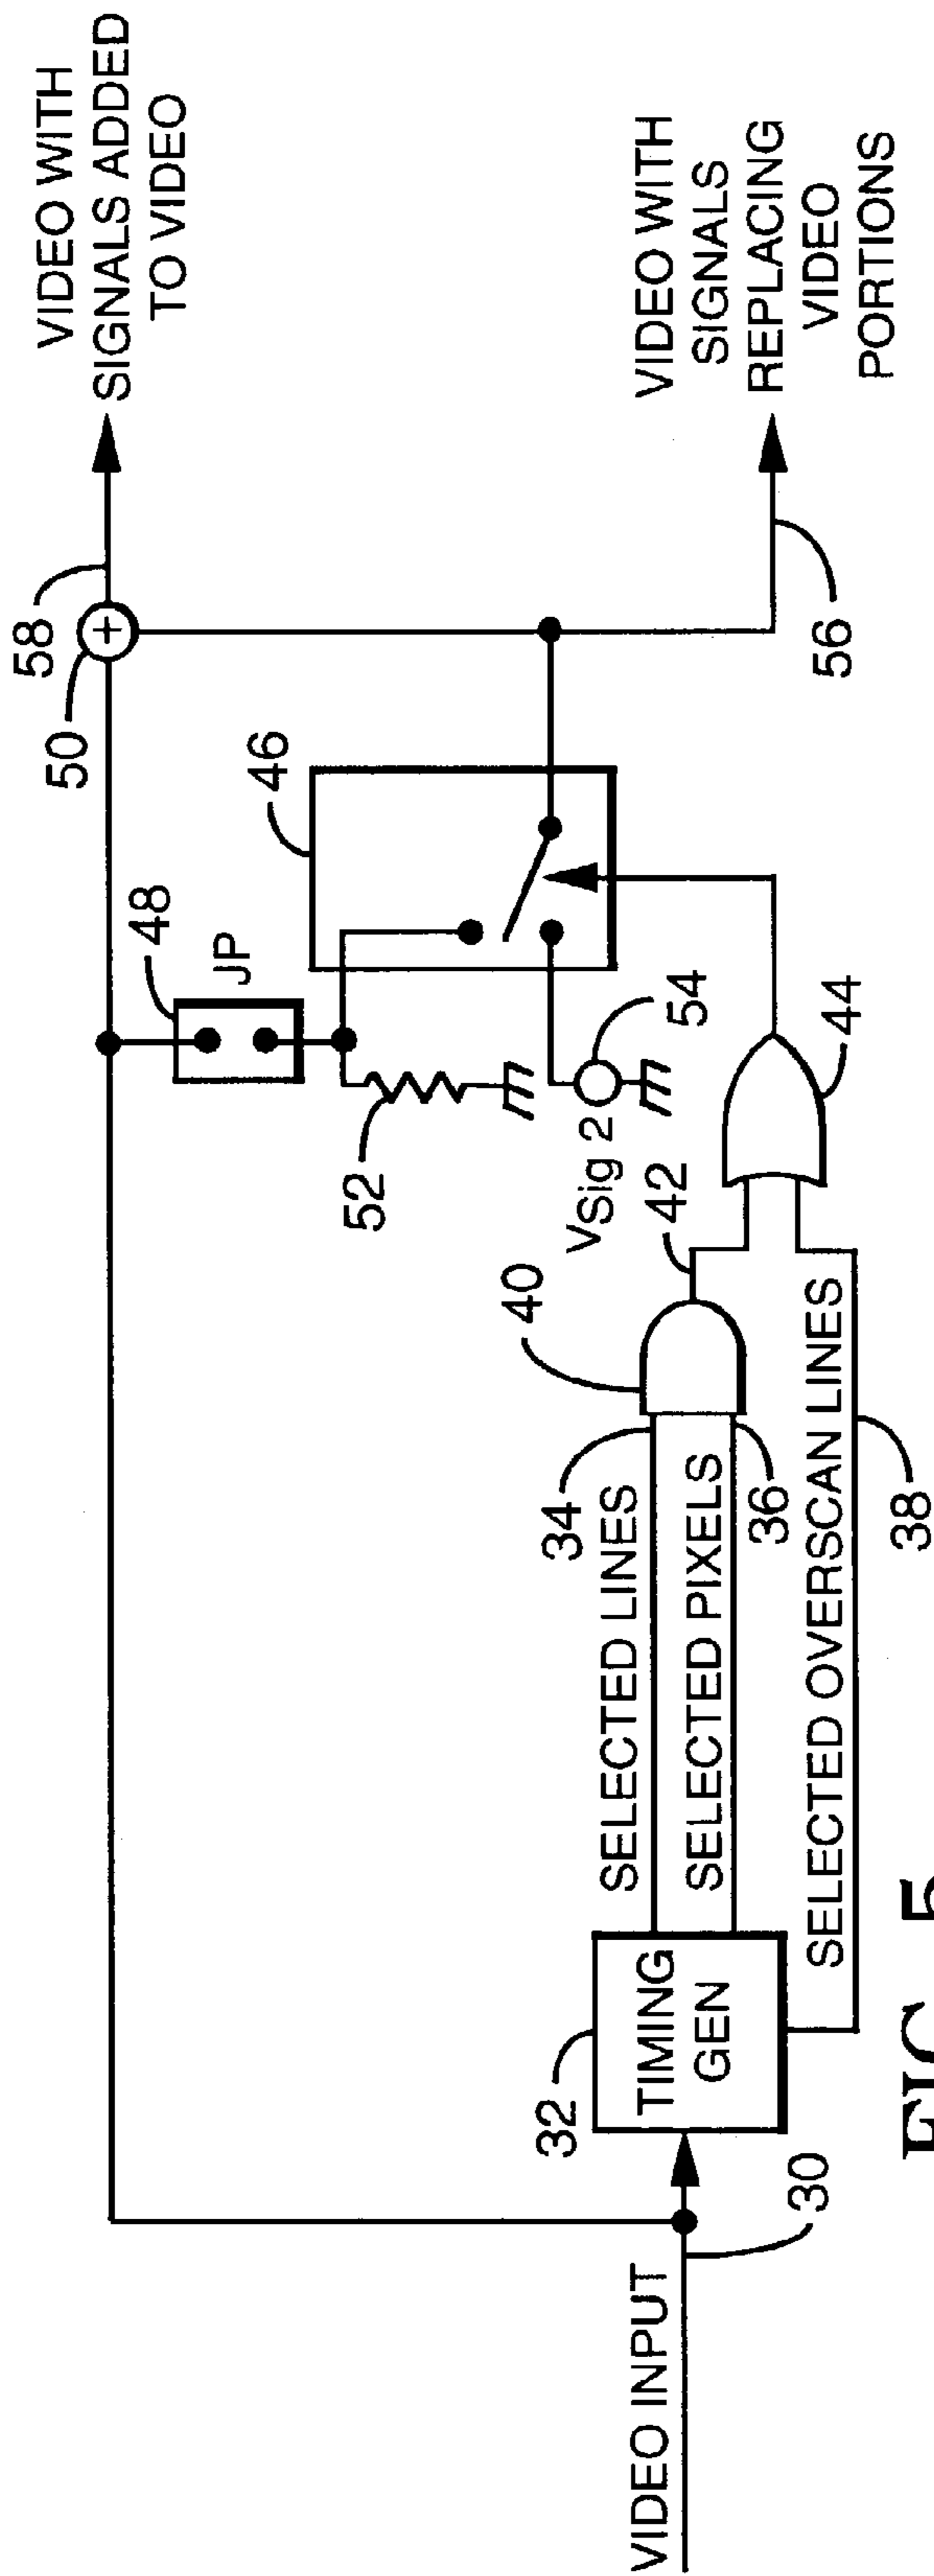 VIDEO INPUT
30
32
TIMING
GEN
SELECTED LINES
34
SELECTED PIXELS
36
SELECTED OVERSCAN LINES
38
40
42
44
VSig 2
54
52
48
JP
46
50
58
56
VIDEO WITH
SIGNALS ADDED
TO VIDEO
VIDEO WITH
SIGNALS
REPLACING
VIDEO
PORTIONS
FIG. 5